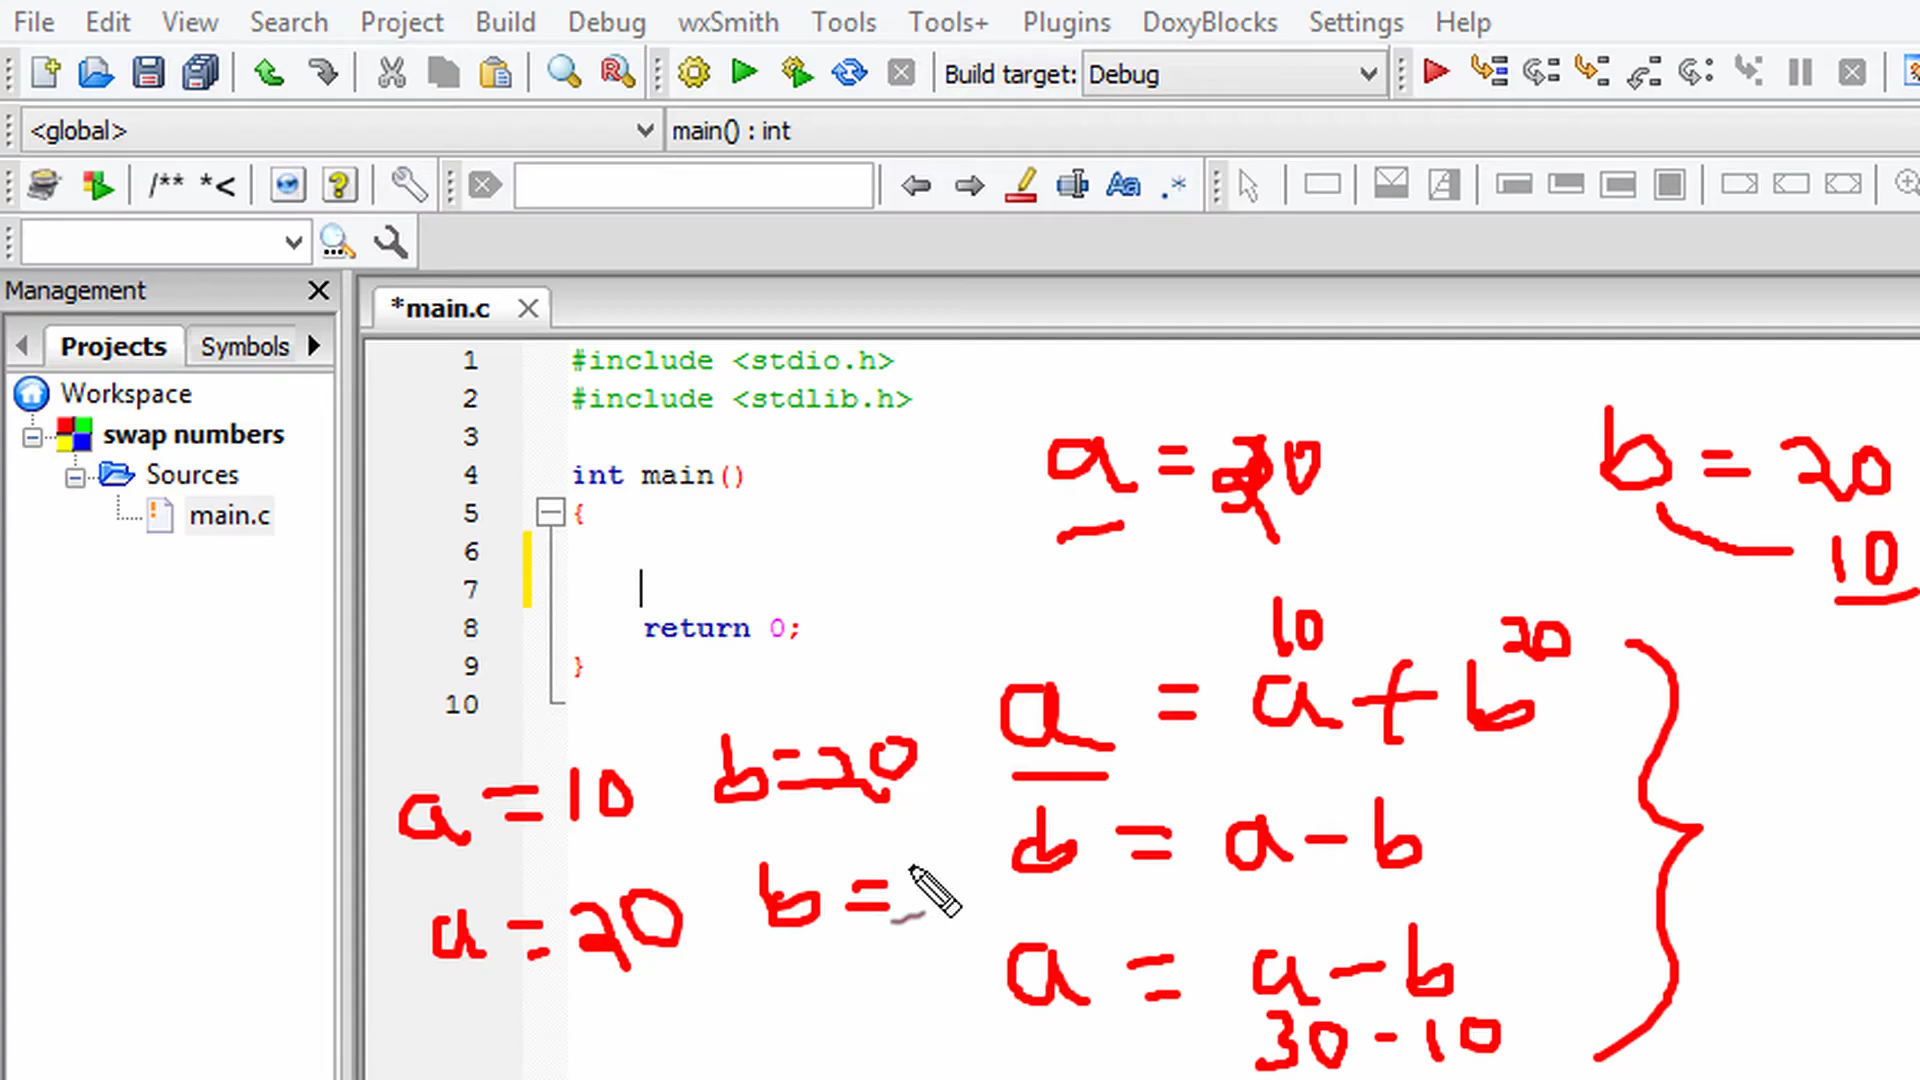 File Edit View Search Project Build Debug wxSmith Tools Tools+ Plugins DoxyBlocks Settings Help
Build target: Debug
<global> main() : int
/** *<
Aa .*
Management
*main.c
Projects Symbols
Workspace
swap numbers
Sources
main.c
1 #include <stdio.h>
2 #include <stdlib.h>
3
4 int main()
5 {
6
7
8 return 0;
9 }
10
b = 20
10
10 20
a = a + b
b = a - b
a = a - b
30 - 10
a = 10 b = 20
a = 20 b =